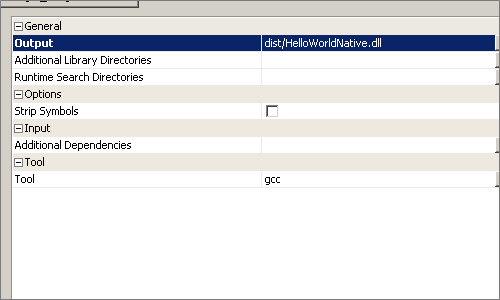 General
Output dist/HelloWorldNative.dll
Additional Library Directories
Runtime Search Directories
Options
Strip Symbols
Input
Additional Dependencies
Tool
Tool gcc